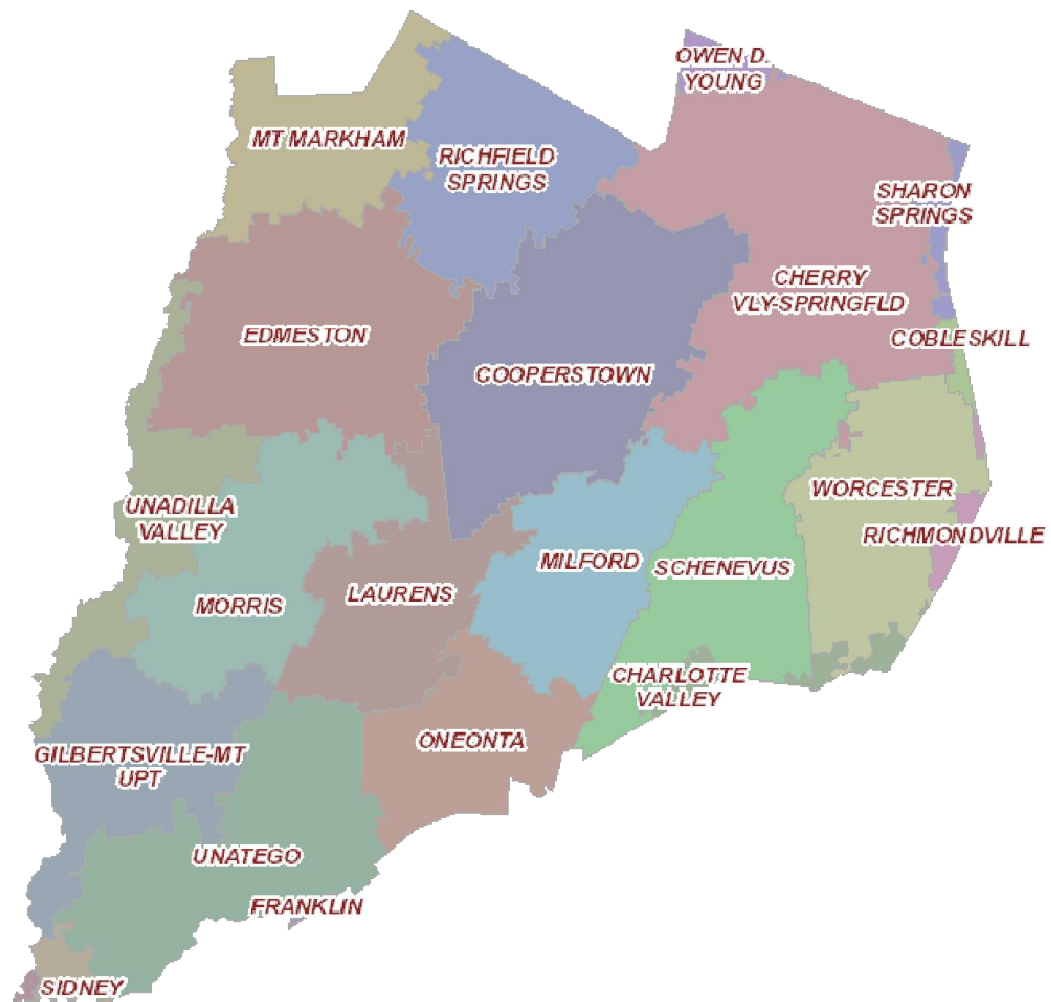 OWEN D.
YOUNG
MT MARKHAM
RICHFIELD
SPRINGS
SHARON
SPRINGS
CHERRY
VLY-SPRINGFLD
EDMESTON
COBLESKILL
COOPERSTOWN
WORCESTER
UNADILLA
VALLEY
RICHMONDVILLE
MILFORD
SCHENEVUS
LAURENS
MORRIS
CHARLOTTE
VALLEY
ONEONTA
GILBERTSVILLE-MT
UPT
UNATEGO
FRANKLIN
SIDNEY